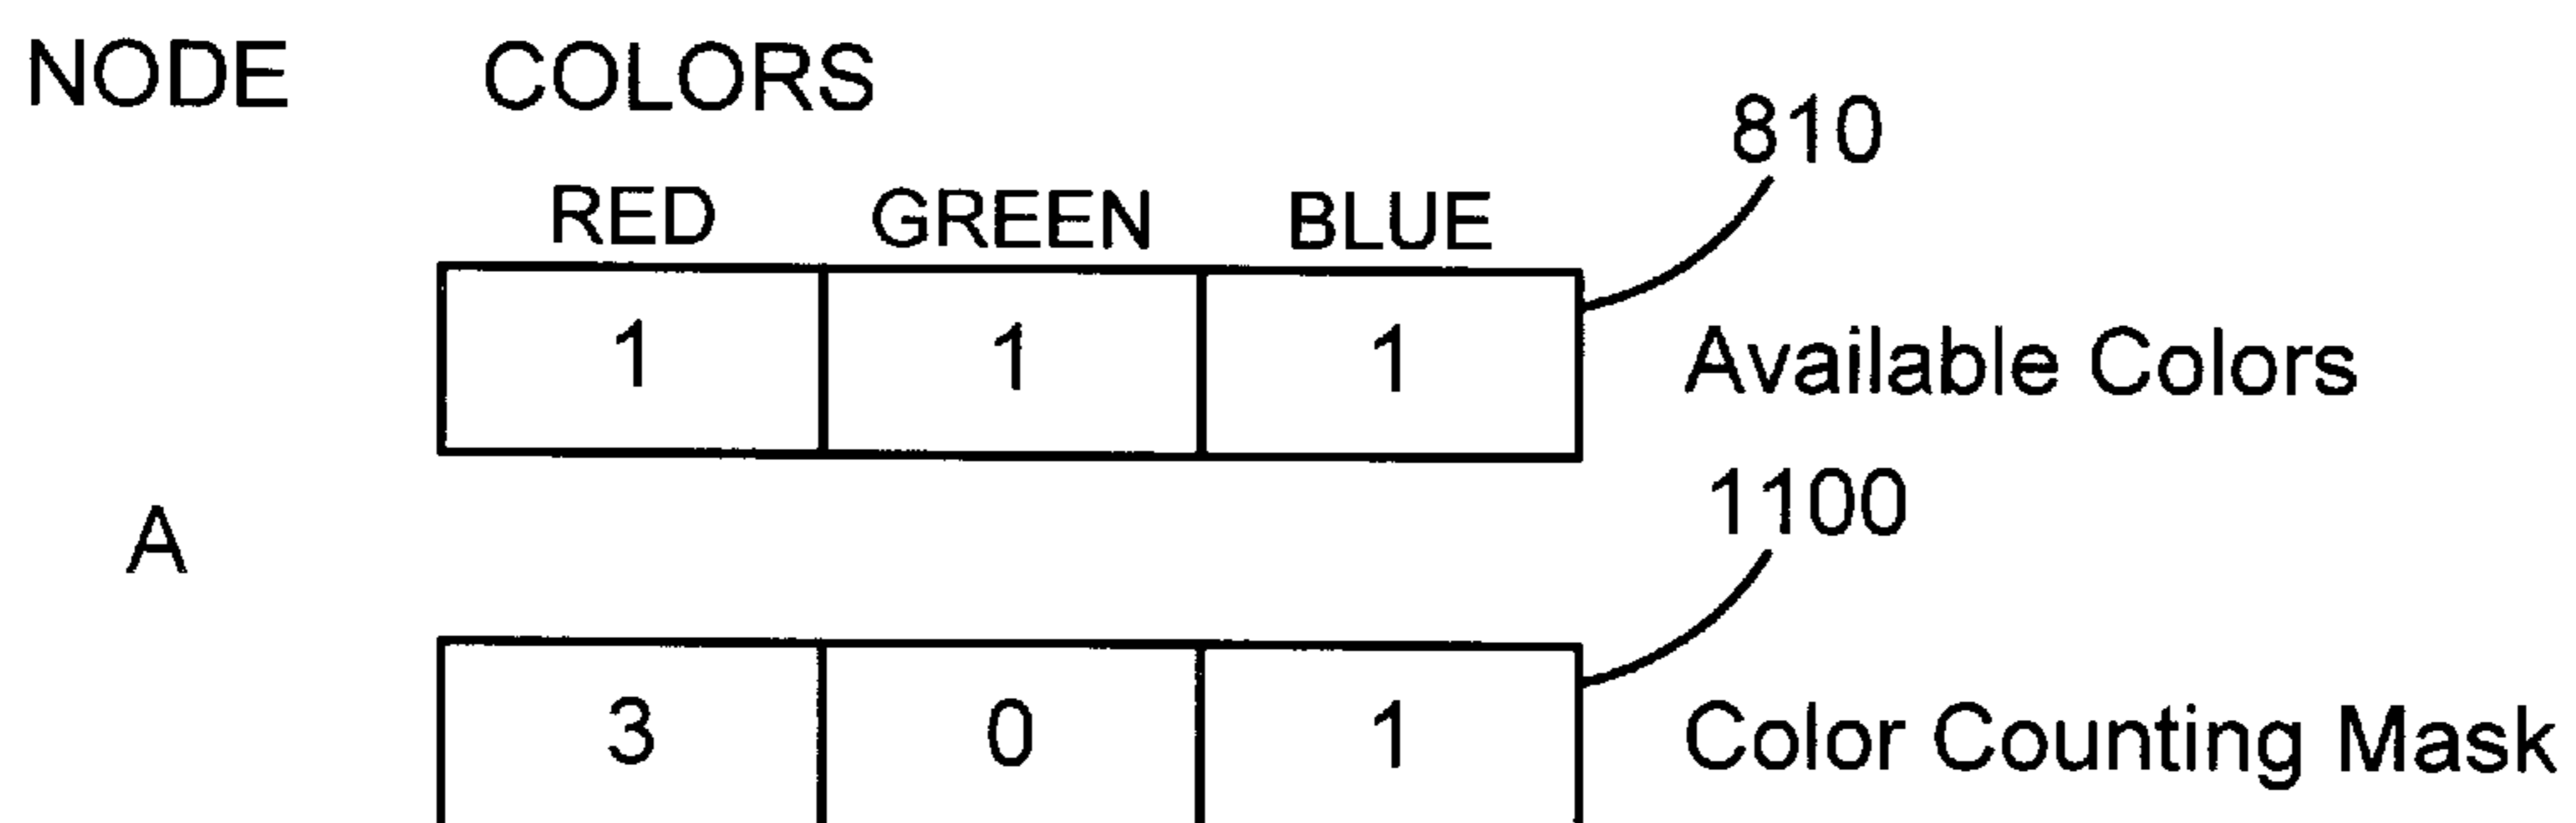 NODE COLORS
810
RED GREEN BLUE
1 1 1 Available Colors
1100
A
3 0 1 Color Counting Mask